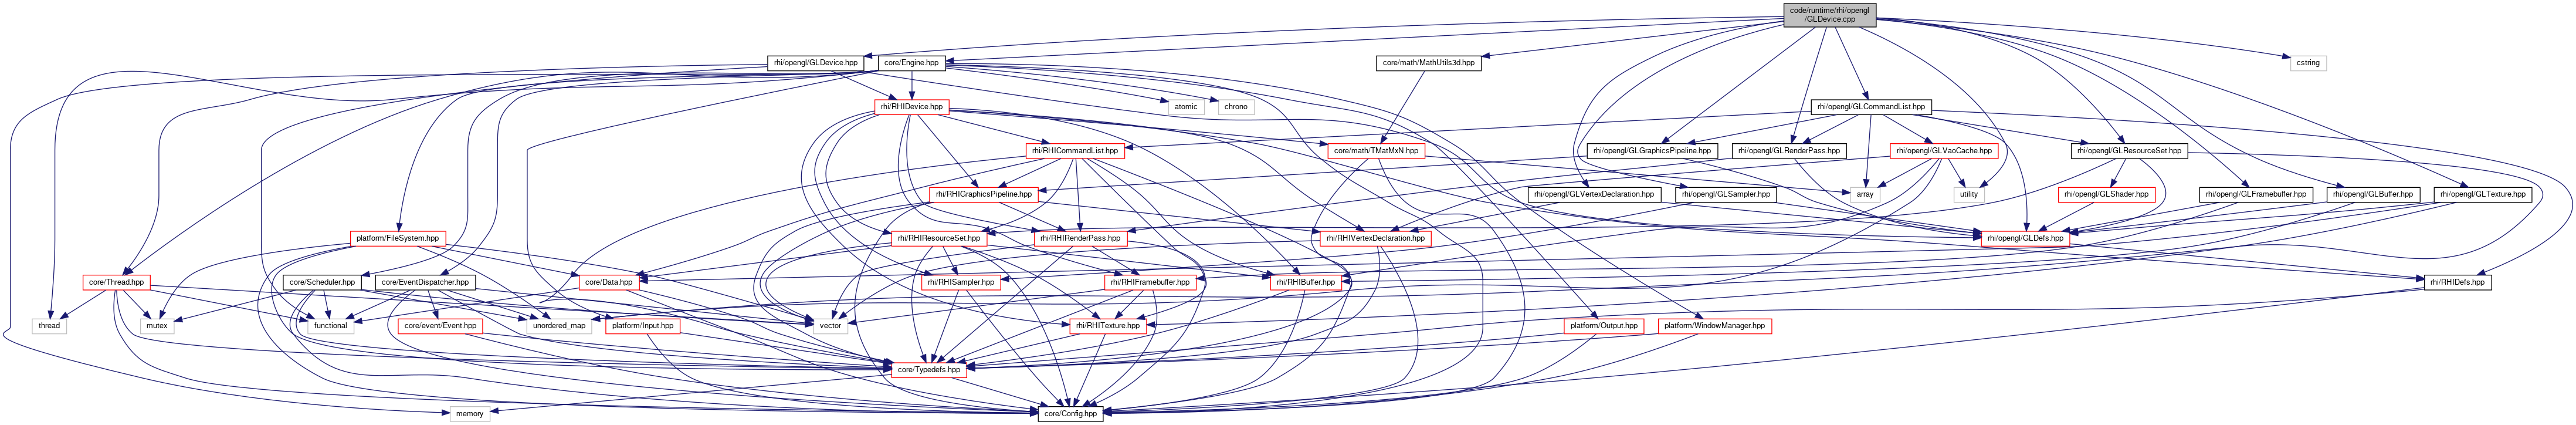 code/runtime/rhi/opengl
/GLDevice.cpp
rhi/opengl/GLDevice.hpp
core/Engine.hpp
core/math/MathUtils3d.hpp
cstring
rhi/RHIDevice.hpp
atomic
chrono
rhi/opengl/GLCommandList.hpp
rhi/RHICommandList.hpp
core/math/TMatMxN.hpp
rhi/opengl/GLGraphicsPipeline.hpp
rhi/opengl/GLRenderPass.hpp
rhi/opengl/GLVaoCache.hpp
rhi/opengl/GLResourceSet.hpp
rhi/RHIGraphicsPipeline.hpp
rhi/opengl/GLVertexDeclaration.hpp
rhi/opengl/GLSampler.hpp
array
utility
rhi/opengl/GLShader.hpp
rhi/opengl/GLFramebuffer.hpp
rhi/opengl/GLBuffer.hpp
rhi/opengl/GLTexture.hpp
platform/FileSystem.hpp
rhi/RHIResourceSet.hpp
rhi/RHIRenderPass.hpp
rhi/RHIVertexDeclaration.hpp
rhi/opengl/GLDefs.hpp
core/Thread.hpp
core/Scheduler.hpp
core/EventDispatcher.hpp
core/Data.hpp
rhi/RHISampler.hpp
rhi/RHIFramebuffer.hpp
rhi/RHIBuffer.hpp
rhi/RHIDefs.hpp
thread
mutex
functional
core/event/Event.hpp
unordered_map
platform/Input.hpp
vector
rhi/RHITexture.hpp
platform/Output.hpp
platform/WindowManager.hpp
core/Typedefs.hpp
memory
core/Config.hpp